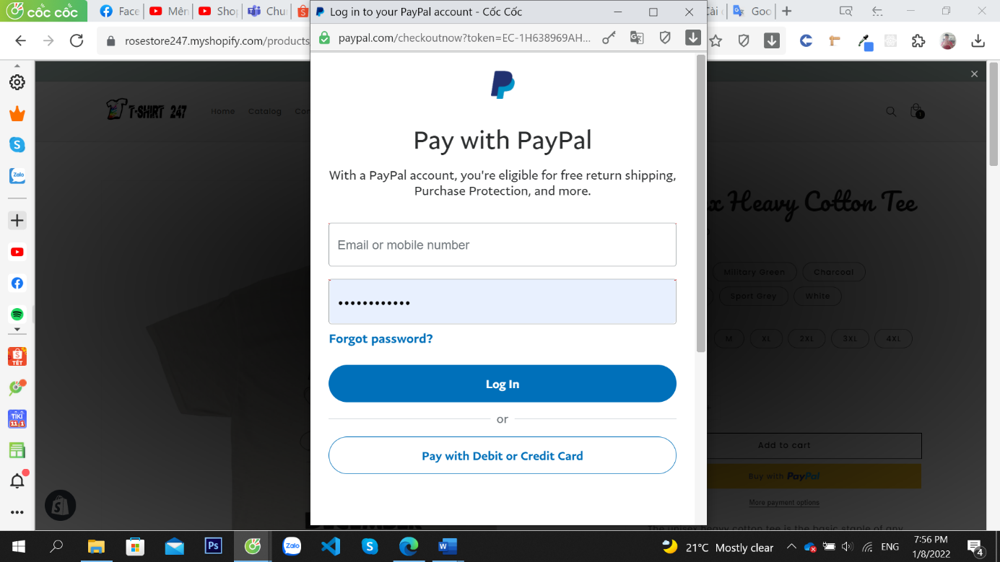 cốc cốc
Face
Mên
Shop
Chu
Cài
Goo
Log in to your PayPal account - Cốc Cốc
paypal.com/checkoutnow?token=EC-1H638969AH...
rosestore247.myshopify.com/products
T-SHIRT 247
Home Catalog
1
Pay with PayPal
With a PayPal account, you're eligible for free return shipping,
Purchase Protection, and more.
Email or mobile number
••••••••••••
Forgot password?
Log In
or
Pay with Debit or Credit Card
x Heavy Cotton Tee
Military Green Charcoal
Sport Grey White
M XL 2XL 3XL 4XL
Add to cart
Buy with PayPal
More payment options
The unisex heavy cotton tee is the basic staple of any
DECEMBER
Zalo
TẾT
TIKI
11.1
Ps
Zalo
21°C Mostly clear
ENG
7:56 PM
1/8/2022
4